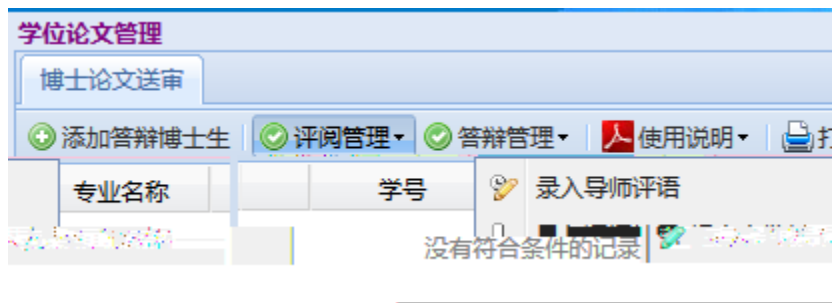 学位论文管理
博士论文送审
添加答辩博士生 评阅管理 答辩管理 使用说明
专业名称 学号 录入导师评语
没有符合条件的记录